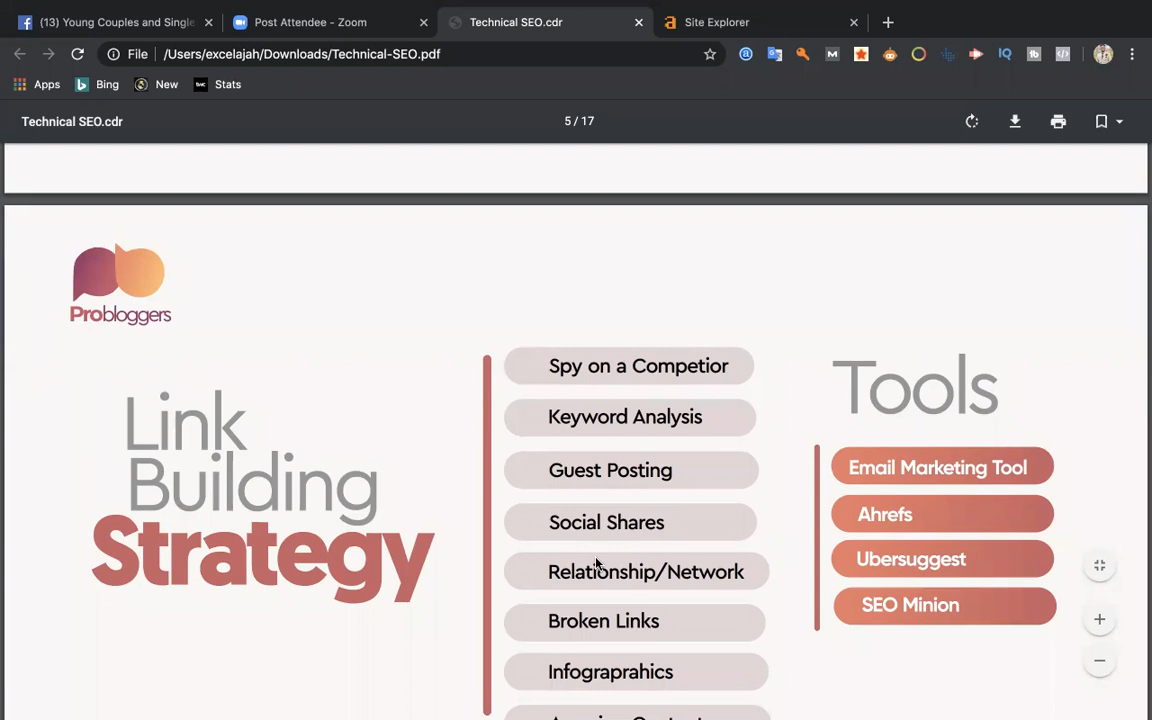 (13) Young Couples and Single
Post Attendee - Zoom
Technical SEO.cdr
Site Explorer
File
/Users/excelajah/Downloads/Technical-SEO.pdf
Apps
Bing
New
Stats
Technical SEO.cdr
5 / 17
Probloggers
Link
Building
Strategy
Spy on a Competior
Keyword Analysis
Guest Posting
Social Shares
Relationship/Network
Broken Links
Infograprahics
Tools
Email Marketing Tool
Ahrefs
Ubersuggest
SEO Minion